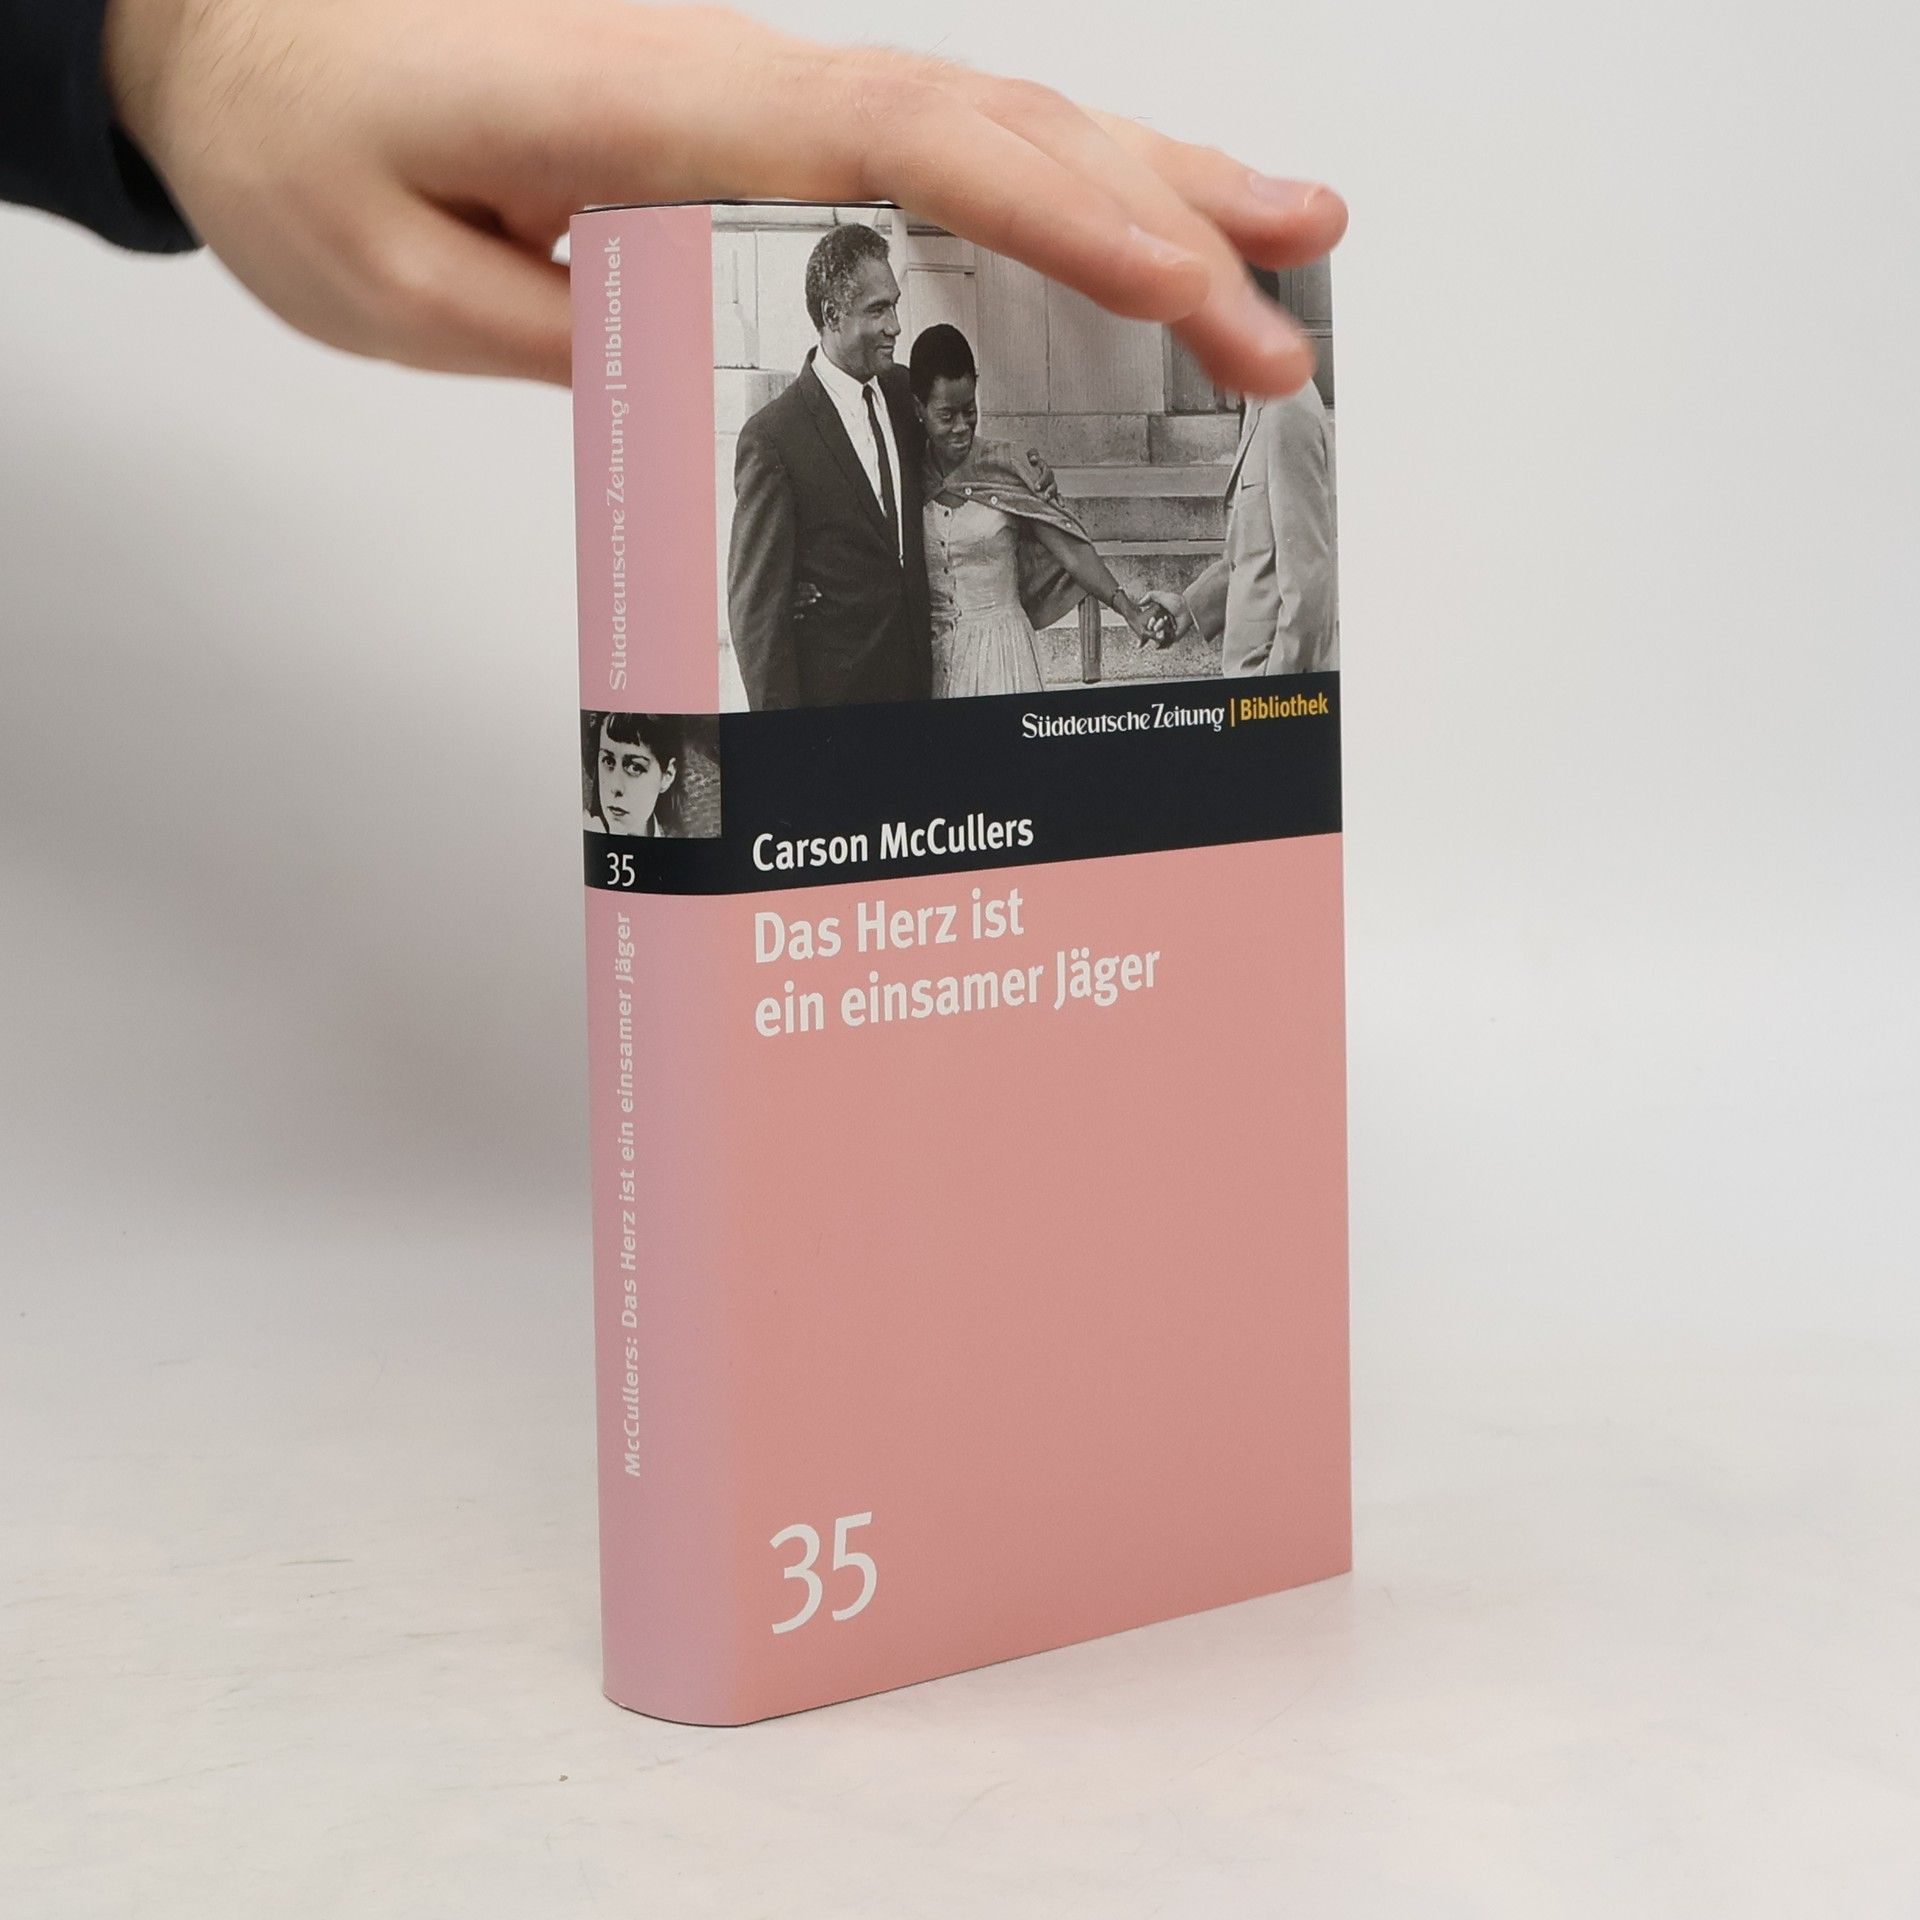 Süddeutsche Zeitung | Bibliothek
35
McCullers: Das Herz ist ein einsamer Jäger
Süddeutsche Zeitung | Bibliothek
Carson McCullers
Das Herz ist
ein einsamer Jäger
35